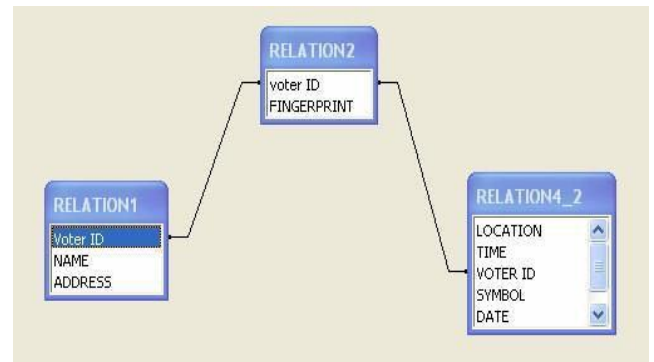 RELATION2
voter ID
FINGERPRINT
RELATION1
Voter ID
NAME
ADDRESS
RELATION4_2
LOCATION
TIME
VOTER ID
SYMBOL
DATE